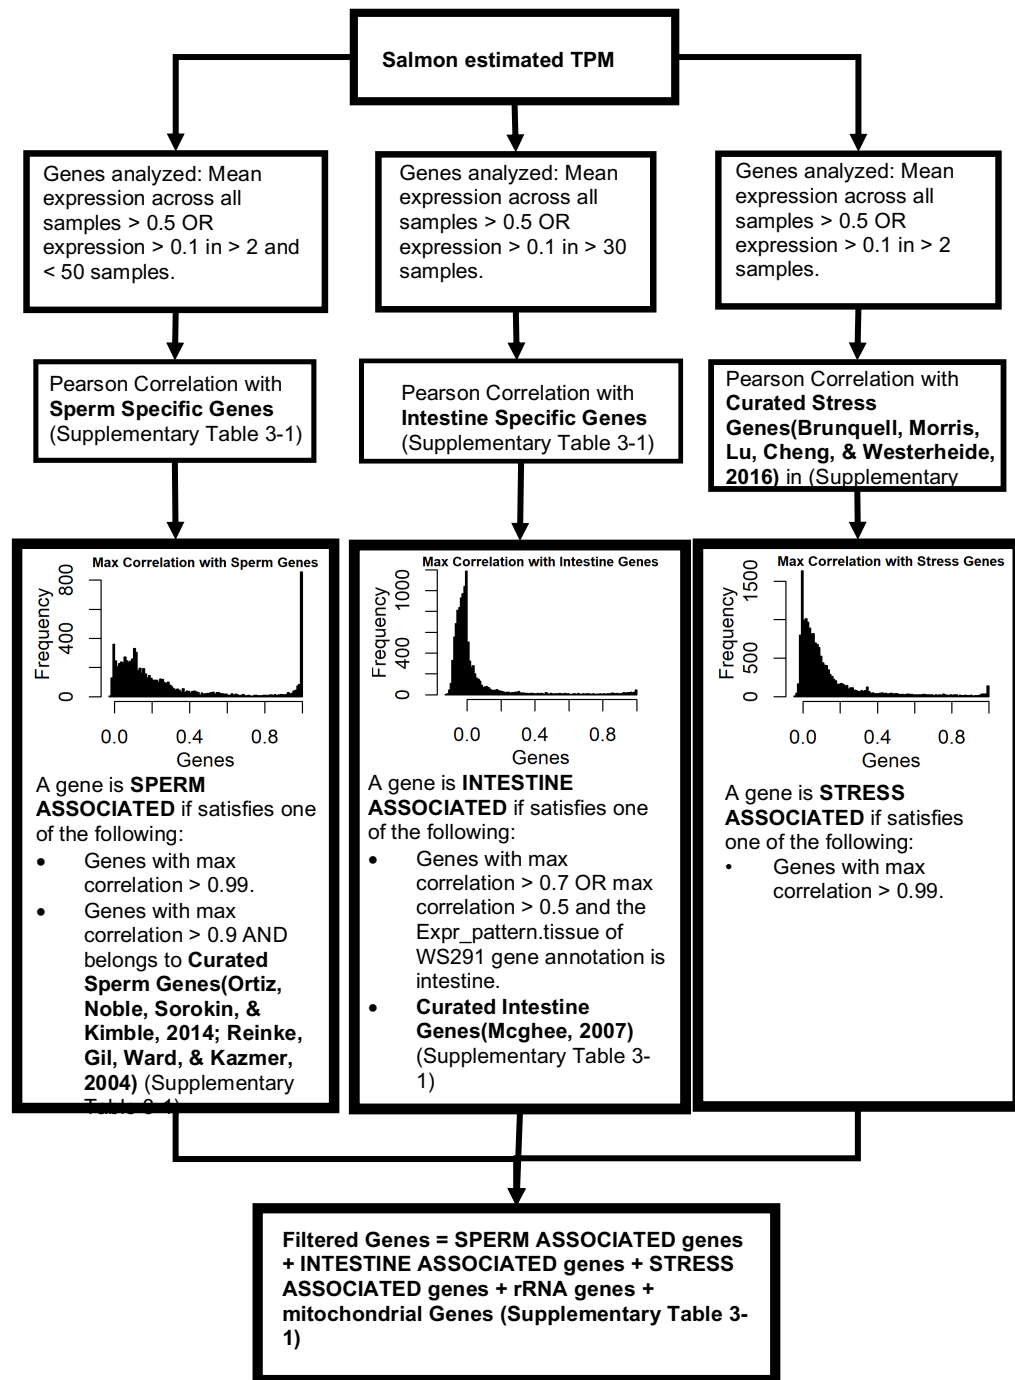 Salmon estimated TPM
Genes analyzed: Mean
expression across all
samples > 0.5 OR
expression > 0.1 in > 2 and
< 50 samples.
Genes analyzed: Mean
expression across all
samples > 0.5 OR
expression > 0.1 in > 30
samples.
Genes analyzed: Mean
expression across all
samples > 0.5 OR
expression > 0.1 in > 2
samples.
Pearson Correlation with
Sperm Specific Genes
(Supplementary Table 3-1)
Pearson Correlation with
Intestine Specific Genes
(Supplementary Table 3-1)
Pearson Correlation with
Curated Stress
Genes(Brunquell, Morris,
Lu, Cheng, & Westerheide,
2016) in (Supplementary
Max Correlation with Sperm Genes
Frequency
800
400
0
0.0 0.4 0.8
Genes
A gene is SPERM
ASSOCIATED if satisfies one
of the following:
• Genes with max
correlation > 0.99.
• Genes with max
correlation > 0.9 AND
belongs to Curated
Sperm Genes(Ortiz,
Noble, Sorokin, &
Kimble, 2014; Reinke,
Gil, Ward, & Kazmer,
2004) (Supplementary
Table 3-1)
Max Correlation with Intestine Genes
Frequency
1000
400
0
0.0 0.4 0.8
Genes
A gene is INTESTINE
ASSOCIATED if satisfies one
of the following:
• Genes with max
correlation > 0.7 OR max
correlation > 0.5 and the
Expr_pattern.tissue of
WS291 gene annotation is
intestine.
• Curated Intestine
Genes(Mcghee, 2007)
(Supplementary Table 3-
1)
Max Correlation with Stress Genes
Frequency
1500
500
0
0.0 0.4 0.8
Genes
A gene is STRESS
ASSOCIATED if satisfies
one of the following:
• Genes with max
correlation > 0.99.
Filtered Genes = SPERM ASSOCIATED genes
+ INTESTINE ASSOCIATED genes + STRESS
ASSOCIATED genes + rRNA genes +
mitochondrial Genes (Supplementary Table 3-
1)